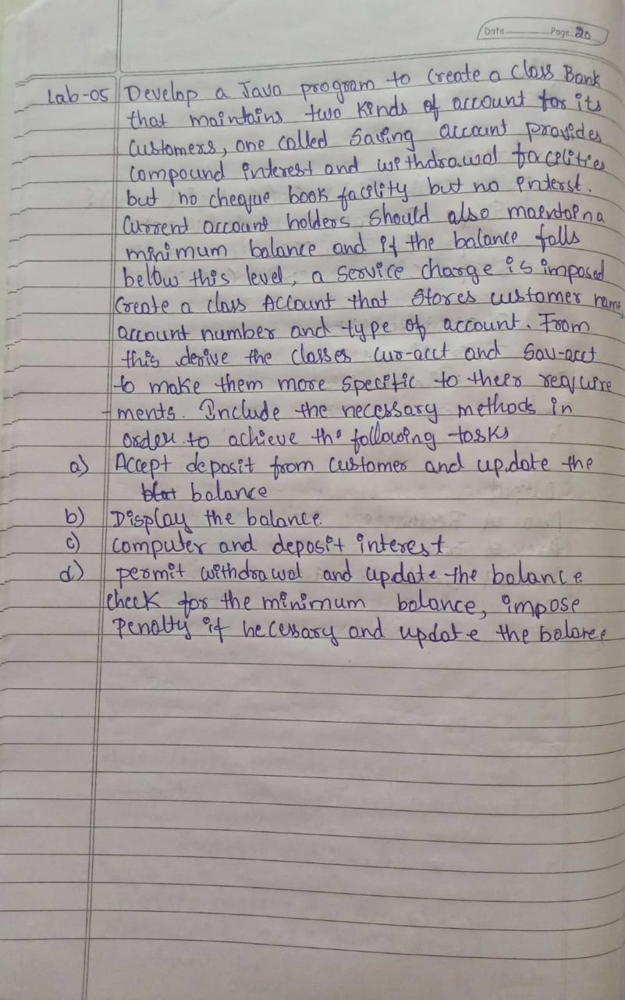 Date Page 20
Lab-05 Develop a Java program to create a class Bank
that maintains two kinds of account for its
customers, one called saving account provides
compound interest and withdrawal facilities
but no cheque book facility but no interst.
Current account holders should also maintain a
minimum balance and if the balance falls
below this level, a service charge is imposed
Create a class Account that stores customer name,
account number and type of account. From
this derive the classes cur-acct and Sav-acct
to make them more specific to their require
ments. Include the necessary methods in
order to achieve the following tasks
a) Accept deposit from customer and update the
balance
b) Display the balance.
c) computer and deposit interest
d) permit withdrawal and update the balance
check for the minimum balance, impose
Penalty if necessary and update the balance